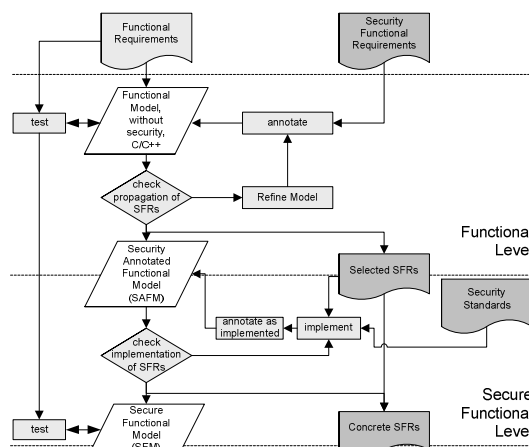 Functional
Requirements
Security
Functional
Requirements
Functional
Model,
without
security,
C/C++
test
annotate
check
propagation of
SFRs
Refine Model
Functiona
Leve
Security
Annotated
Functional
Model
(SAFM)
Selected SFRs
Security
Standards
annotate as
implemented
implement
check
implementation
of SFRs
Secure
Functiona
Leve
test
Secure
Functional
Model
(SFM)
Concrete SFRs